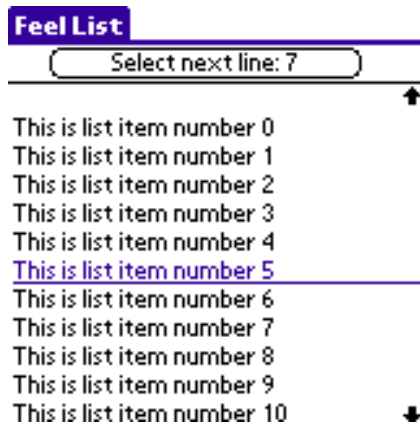 Feel List
Select next line: 7
This is list item number 0
This is list item number 1
This is list item number 2
This is list item number 3
This is list item number 4
This is list item number 5
This is list item number 6
This is list item number 7
This is list item number 8
This is list item number 9
This is list item number 10